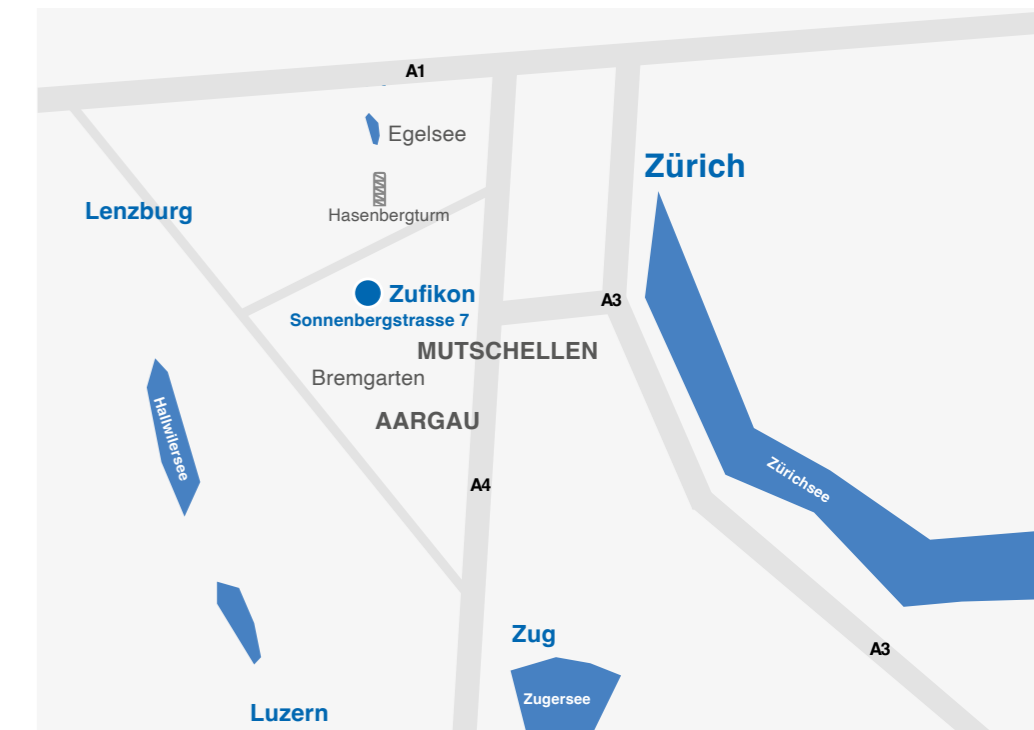 A1
Egelsee
Zürich
Lenzburg
Hasenbergturm
Zufikon
A3
Sonnenbergstrasse 7
MUTSCHELLEN
Bremgarten
AARGAU
Hallwilersee
Zürichsee
A4
Zug
A3
Zugersee
Luzern